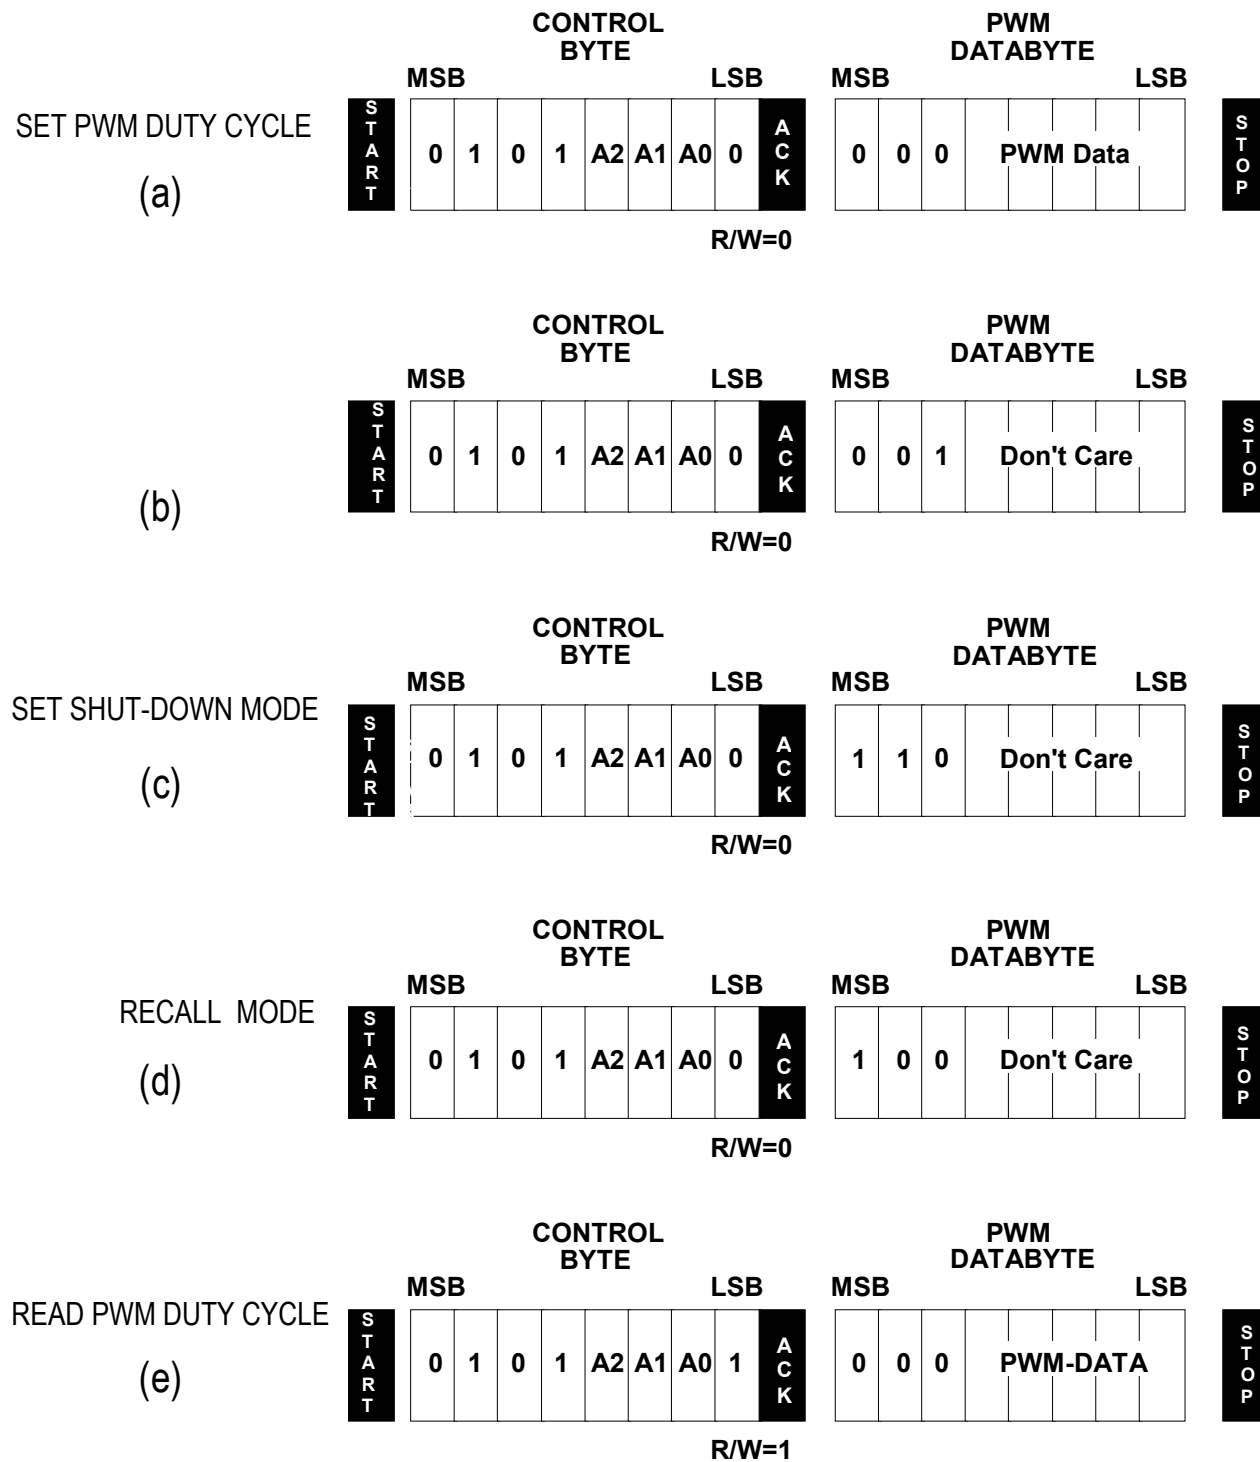 CONTROL PWM
BYTE DATABYTE
MSB LSB MSB LSB
SET PWM DUTY CYCLE START 0 1 0 1 A2 A1 A0 0 ACK 0 0 0 PWM Data STOP
(a)
R/W=0
CONTROL PWM
BYTE DATABYTE
MSB LSB MSB LSB
START 0 1 0 1 A2 A1 A0 0 ACK 0 0 1 Don't Care STOP
(b)
R/W=0
CONTROL PWM
BYTE DATABYTE
MSB LSB MSB LSB
SET SHUT-DOWN MODE START 0 1 0 1 A2 A1 A0 0 ACK 1 1 0 Don't Care STOP
(c)
R/W=0
CONTROL PWM
BYTE DATABYTE
MSB LSB MSB LSB
RECALL MODE START 0 1 0 1 A2 A1 A0 0 ACK 1 0 0 Don't Care STOP
(d)
R/W=0
CONTROL PWM
BYTE DATABYTE
MSB LSB MSB LSB
READ PWM DUTY CYCLE START 0 1 0 1 A2 A1 A0 1 ACK 0 0 0 PWM-DATA STOP
(e)
R/W=1